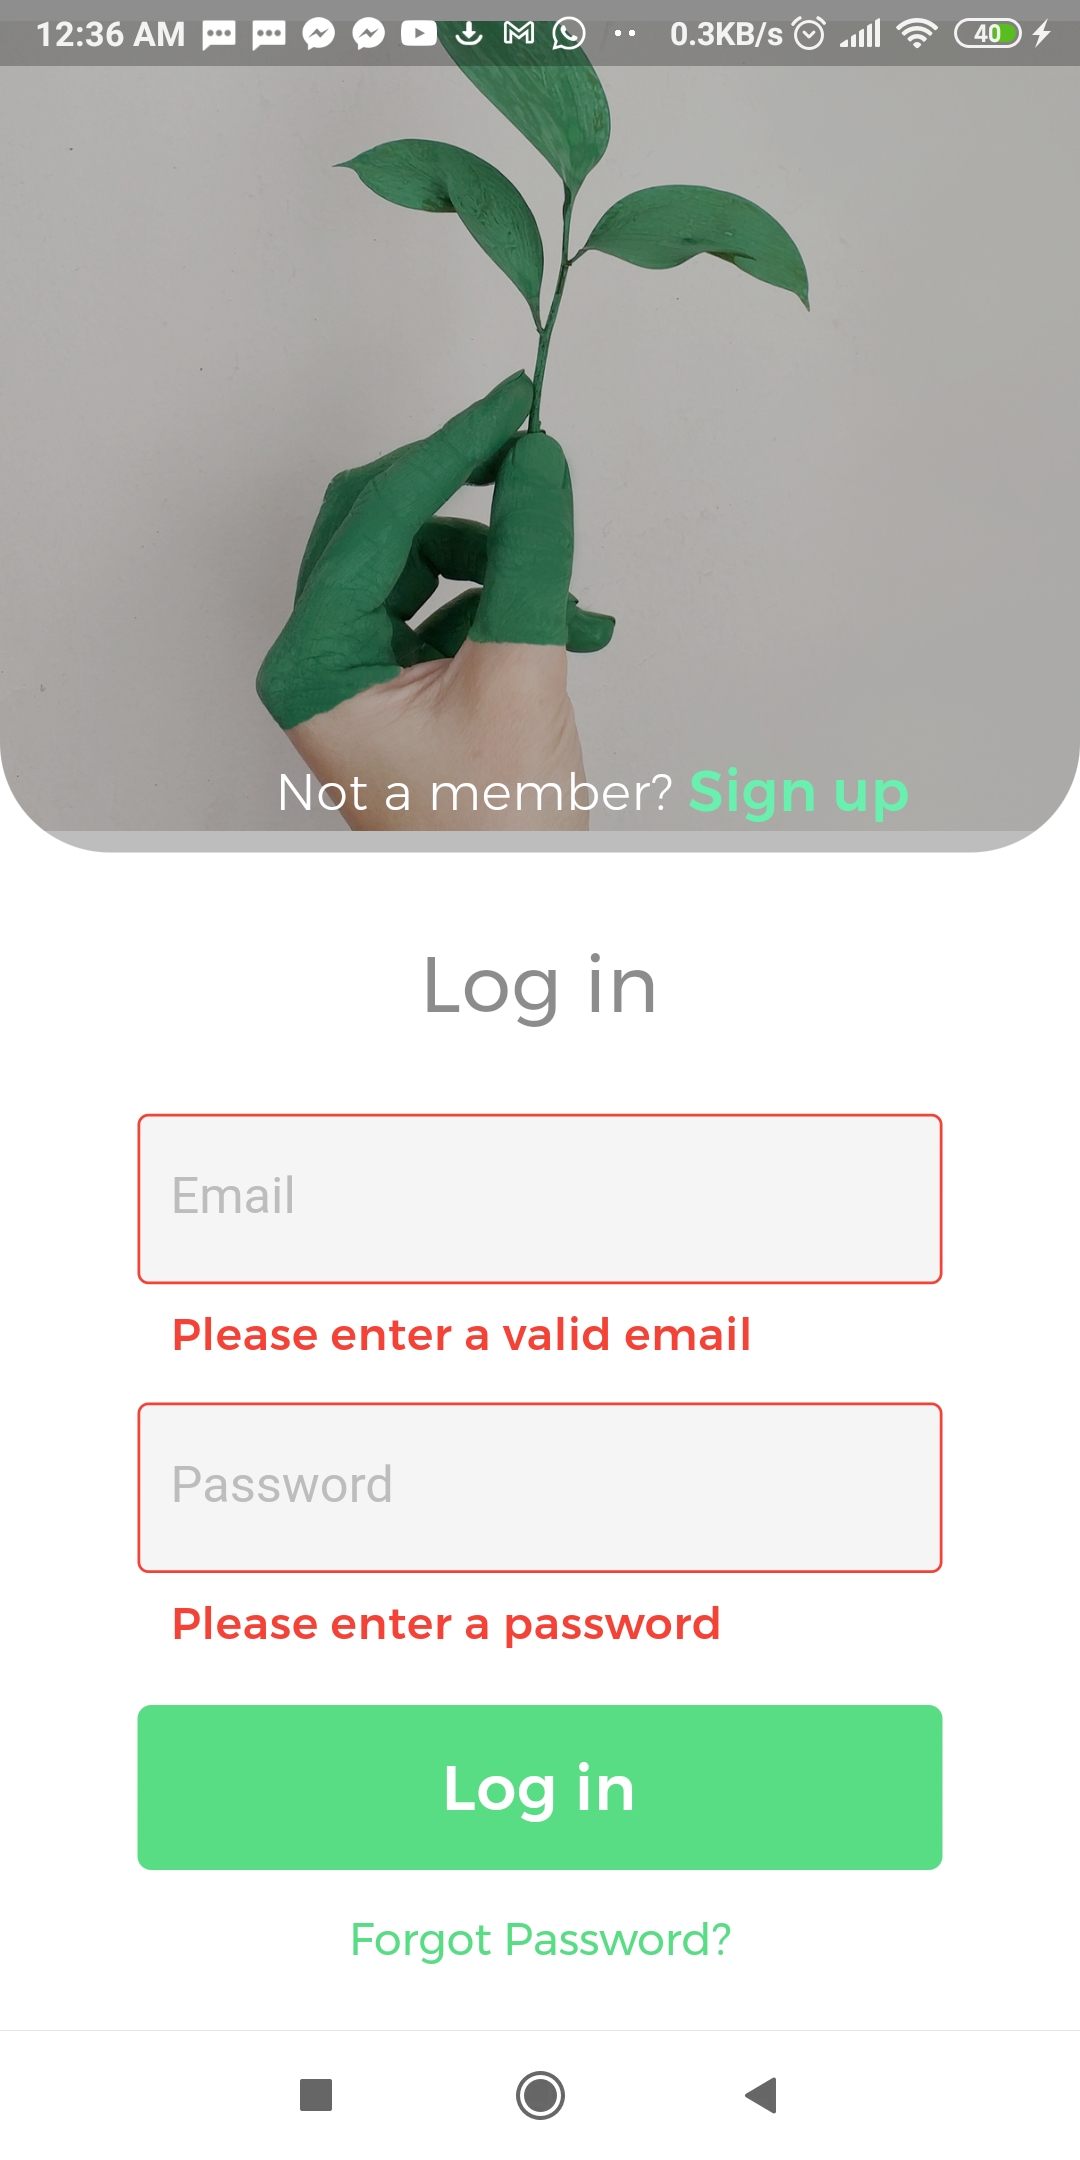 12:36 AM 0.3KB/s 40
Not a member? Sign up
Log in
Email
Please enter a valid email
Password
Please enter a password
Log in
Forgot Password?